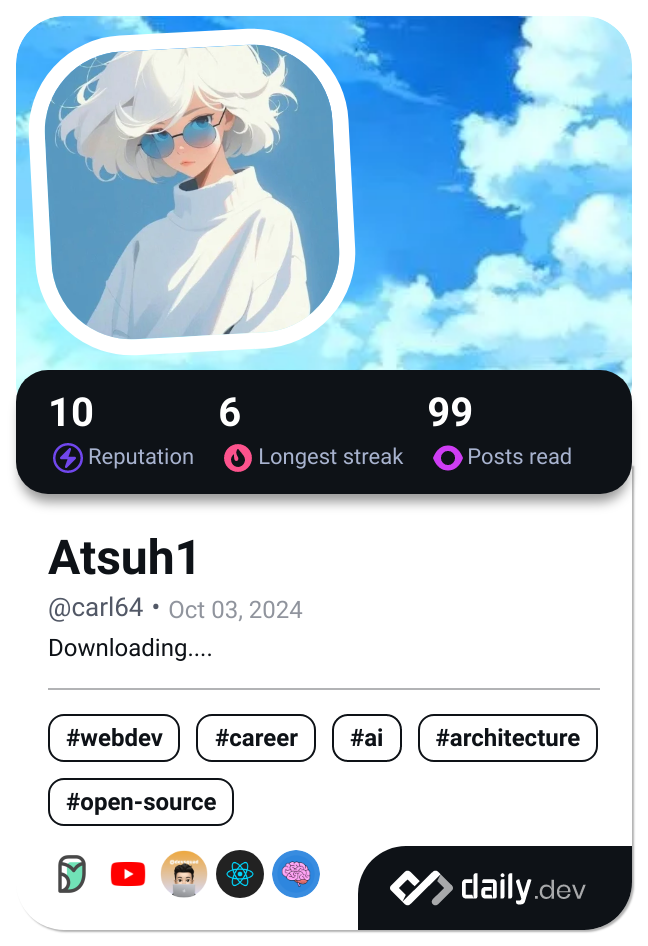 10 6 99
Reputation Longest streak Posts read
Atsuh1
@carl64 • Oct 03, 2024
Downloading....
#webdev #career #ai #architecture
#open-source
daily.dev